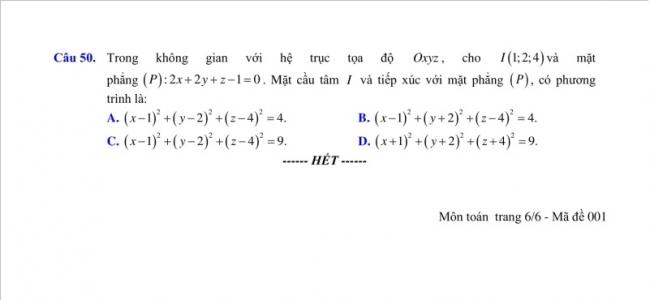 Câu 50. Trong không gian với hệ trục tọa độ Oxyz, cho I(1;2;4) và mặt
phẳng (P): 2x+2y+z−1=0. Mặt cầu tâm I và tiếp xúc với mặt phẳng (P), có phương
trình là:
A. (x−1)²+(y−2)²+(z−4)²=4. B. (x−1)²+(y+2)²+(z−4)²=4.
C. (x−1)²+(y−2)²+(z−4)²=9. D. (x+1)²+(y+2)²+(z+4)²=9.
------ HẾT ------
Môn toán trang 6/6 - Mã đề 001